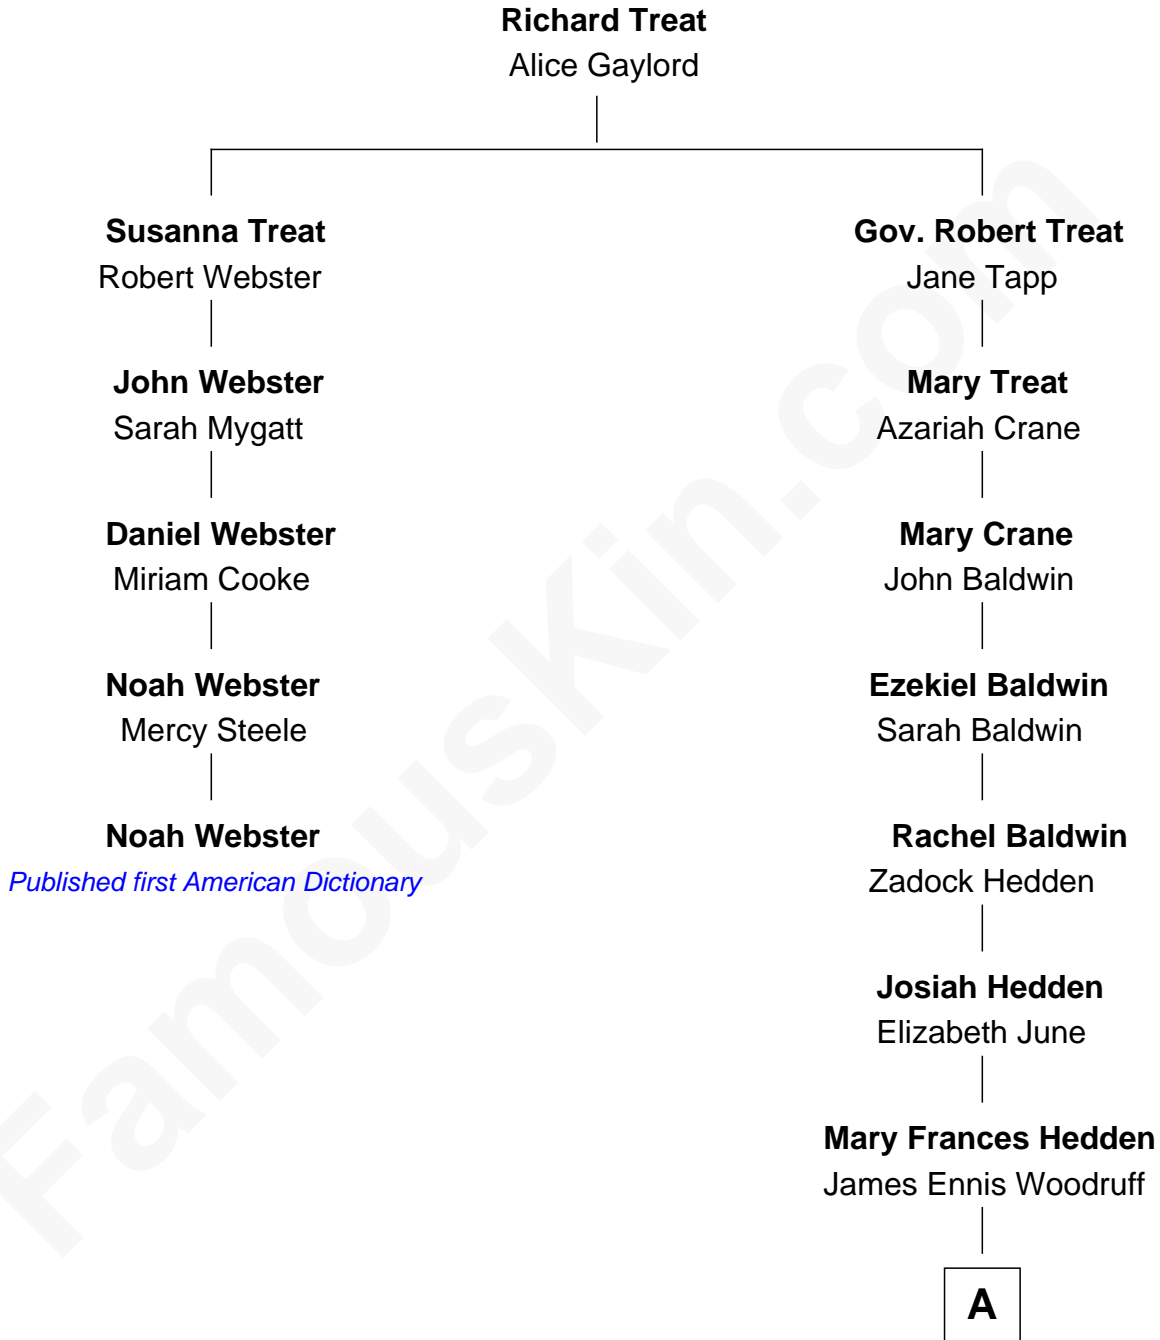 Richard Treat
Alice Gaylord
Susanna Treat
Robert Webster
Gov. Robert Treat
Jane Tapp
John Webster
Sarah Mygatt
Mary Treat
Azariah Crane
Daniel Webster
Miriam Cooke
Mary Crane
John Baldwin
Noah Webster
Mercy Steele
Ezekiel Baldwin
Sarah Baldwin
Noah Webster
Published first American Dictionary
Rachel Baldwin
Zadock Hedden
Josiah Hedden
Elizabeth June
Mary Frances Hedden
James Ennis Woodruff
A
FamousKin.com